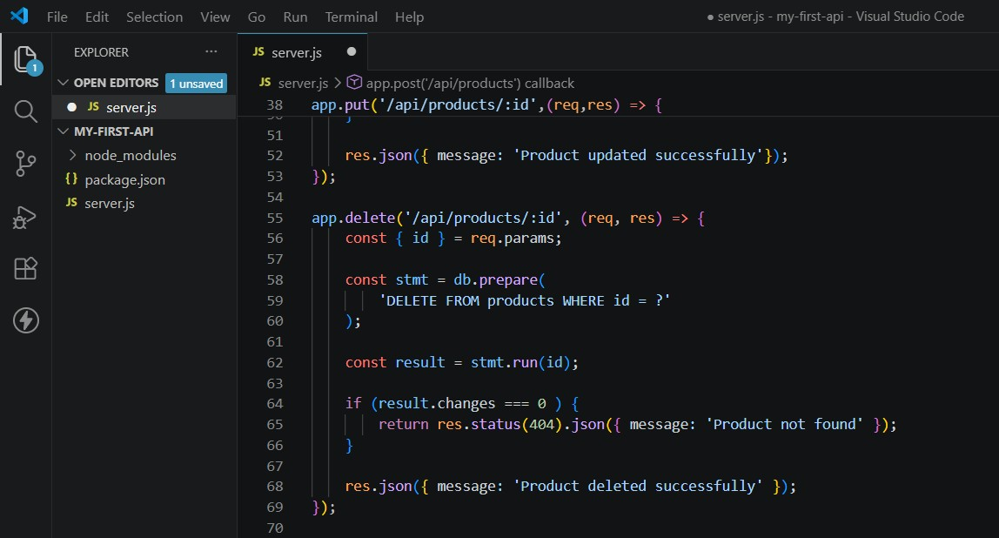 File Edit Selection View Go Run Terminal Help
● server.js - my-first-api - Visual Studio Code
EXPLORER ...
1
OPEN EDITORS 1 unsaved
JS server.js
MY-FIRST-API
node_modules
{} package.json
JS server.js
JS server.js
JS server.js > app.post('/api/products') callback
38 app.put('/api/products/:id',(req,res) => {
51
52 res.json({ message: 'Product updated successfully'});
53 });
54
55 app.delete('/api/products/:id', (req, res) => {
56 const { id } = req.params;
57
58 const stmt = db.prepare(
59 'DELETE FROM products WHERE id = ?'
60 );
61
62 const result = stmt.run(id);
63
64 if (result.changes === 0 ) {
65 return res.status(404).json({ message: 'Product not found' });
66 }
67
68 res.json({ message: 'Product deleted successfully' });
69 });
70